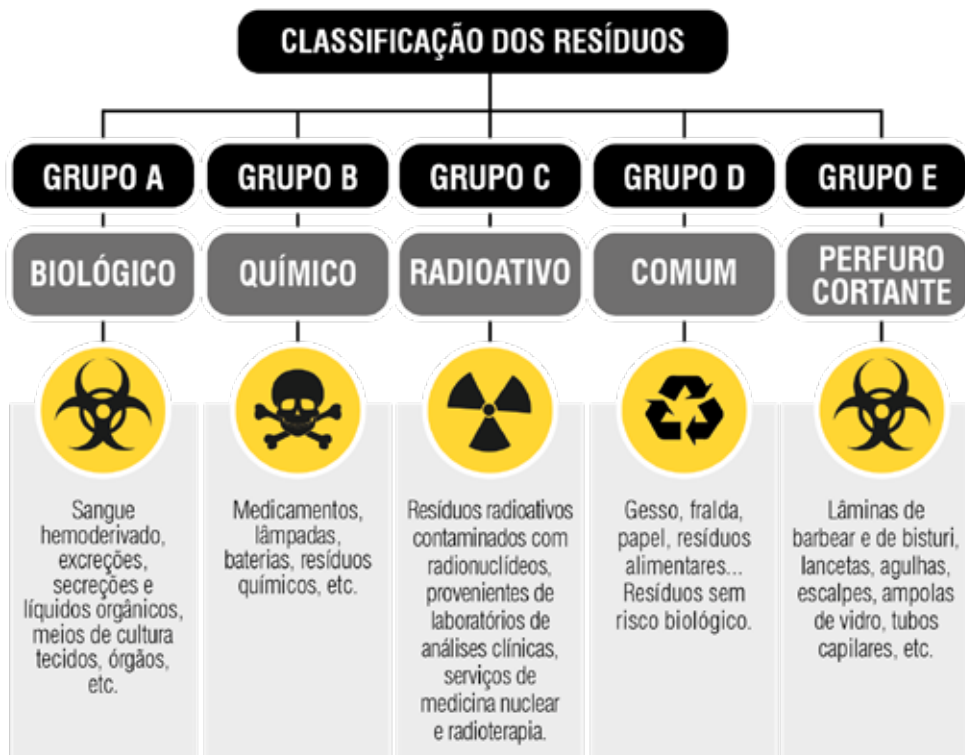 CLASSIFICAÇÃO DOS RESÍDUOS
GRUPO A
BIOLÓGICO
Sangue
hemoderivado,
excreções,
secreções e
líquidos orgânicos,
meios de cultura
tecidos, órgãos,
etc.
GRUPO B
QUÍMICO
Medicamentos,
lâmpadas,
baterias, resíduos
químicos, etc.
GRUPO C
RADIOATIVO
Resíduos radioativos
contaminados com
radionuclídeos,
provenientes de
laboratórios de
análises clínicas,
serviços de
medicina nuclear
e radioterapia.
GRUPO D
COMUM
Gesso, fralda,
papel, resíduos
alimentares...
Resíduos sem
risco biológico.
GRUPO E
PERFURO
CORTANTE
Lâminas de
barbear e de bisturi,
lancetas, agulhas,
escalpes, ampolas
de vidro, tubos
capilares, etc.